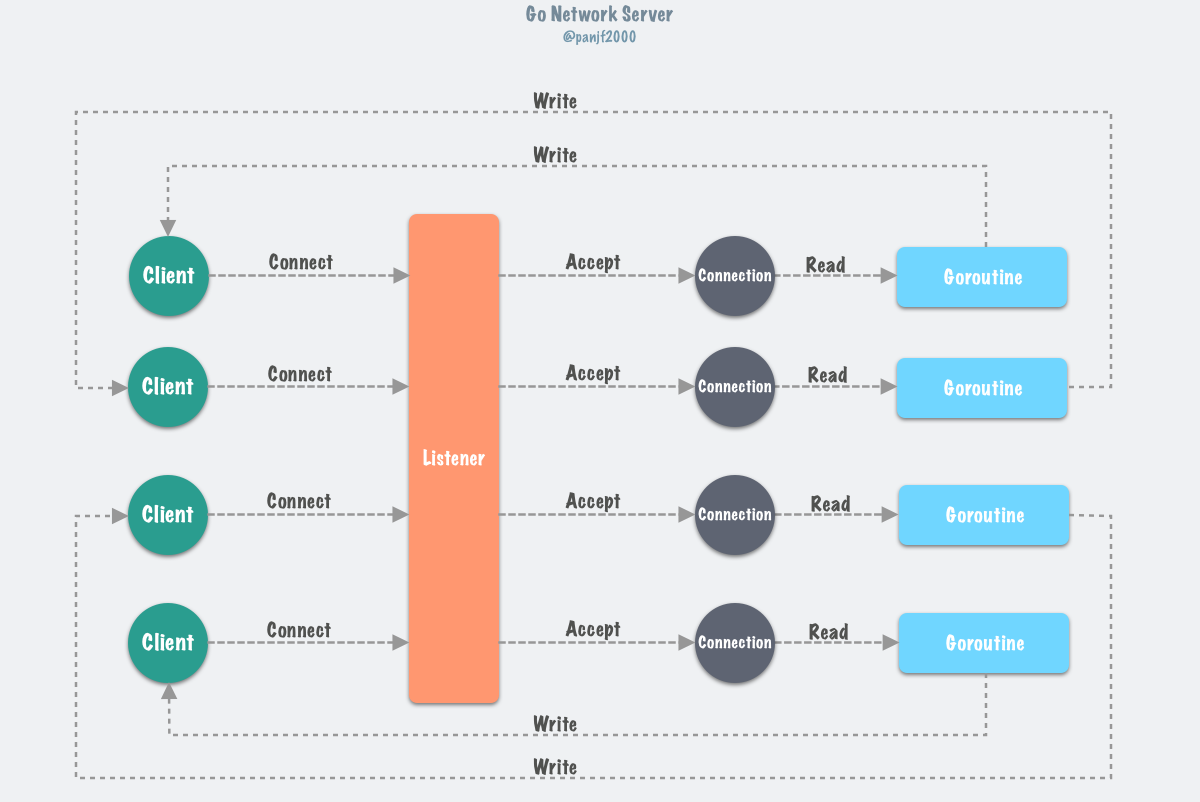 Go Network Server
@panjf2000
Write
Write
Client
Connect
Accept
Connection
Read
Goroutine
Client
Connect
Accept
Connection
Read
Goroutine
Listener
Client
Connect
Accept
Connection
Read
Goroutine
Client
Connect
Accept
Connection
Read
Goroutine
Write
Write